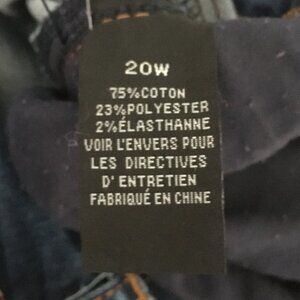 20W
75%COTON
23%POLYESTER
2%ÉLASTHANNE
VOIR L'ENVERS POUR
LES DIRECTIVES
D'ENTRETIEN
FABRIQUÉ EN CHINE